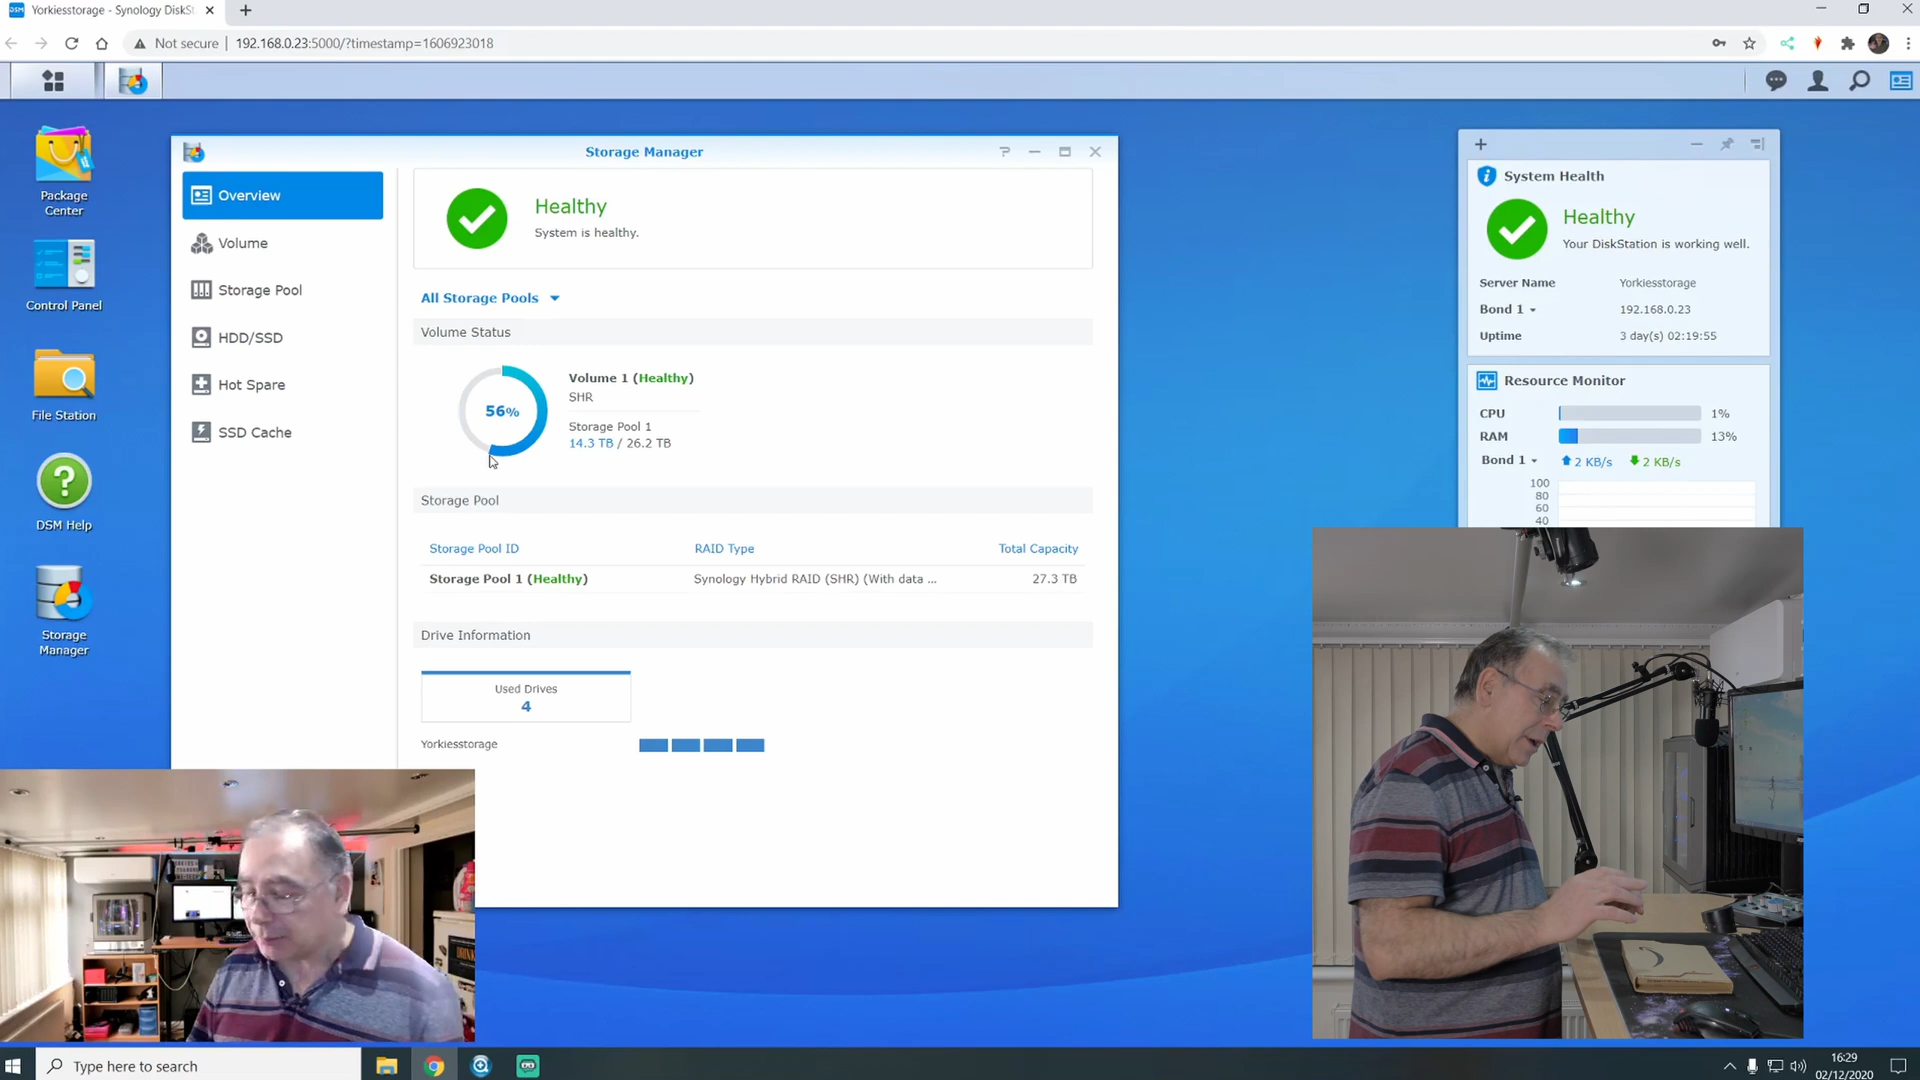 Yorkiesstorage - Synology DiskSt
Not secure
192.168.0.23:5000/?timestamp=1606923018
Package
Center
Control Panel
File Station
DSM Help
Storage
Manager
Storage Manager
Overview
Volume
Storage Pool
HDD/SSD
Hot Spare
SSD Cache
Healthy
System is healthy.
All Storage Pools
Volume Status
56%
Volume 1 (Healthy)
SHR
Storage Pool 1
14.3 TB / 26.2 TB
Storage Pool
Storage Pool ID RAID Type Total Capacity
Storage Pool 1 (Healthy) Synology Hybrid RAID (SHR) (With data ... 27.3 TB
Drive Information
Used Drives
4
Yorkiesstorage
System Health
Healthy
Your DiskStation is working well.
Server Name Yorkiesstorage
Bond 1 192.168.0.23
Uptime 3 day(s) 02:19:55
Resource Monitor
CPU 1%
RAM 13%
Bond 1 2 KB/s 2 KB/s
100
80
60
40
Type here to search
16:29
02/12/2020